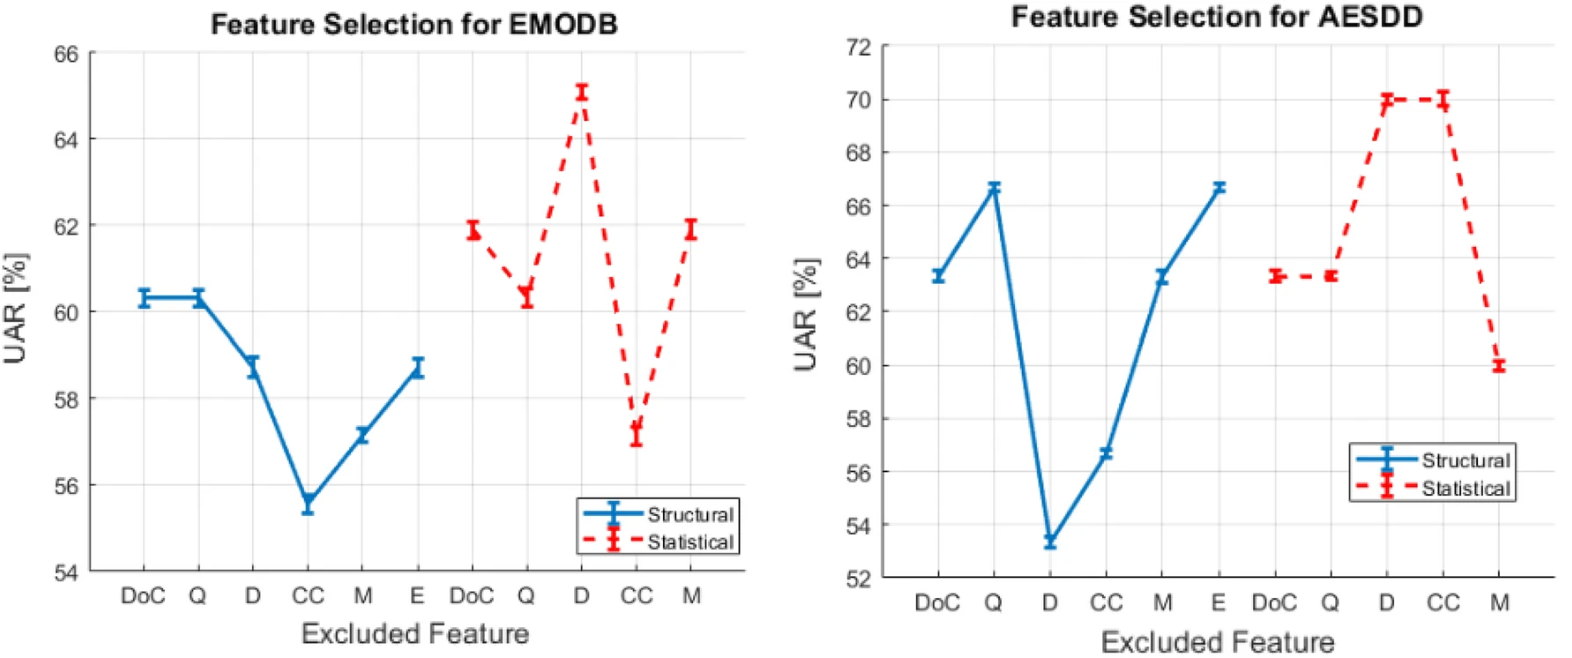 Feature Selection for EMODB
66
64
62
60
58
56
54
UAR [%]
DoC Q D CC M E DoC Q D CC M
Excluded Feature
Structural
Statistical
Feature Selection for AESDD
72
70
68
66
64
62
60
58
56
54
52
UAR [%]
DoC Q D CC M E DoC Q D CC M
Excluded Feature
Structural
Statistical